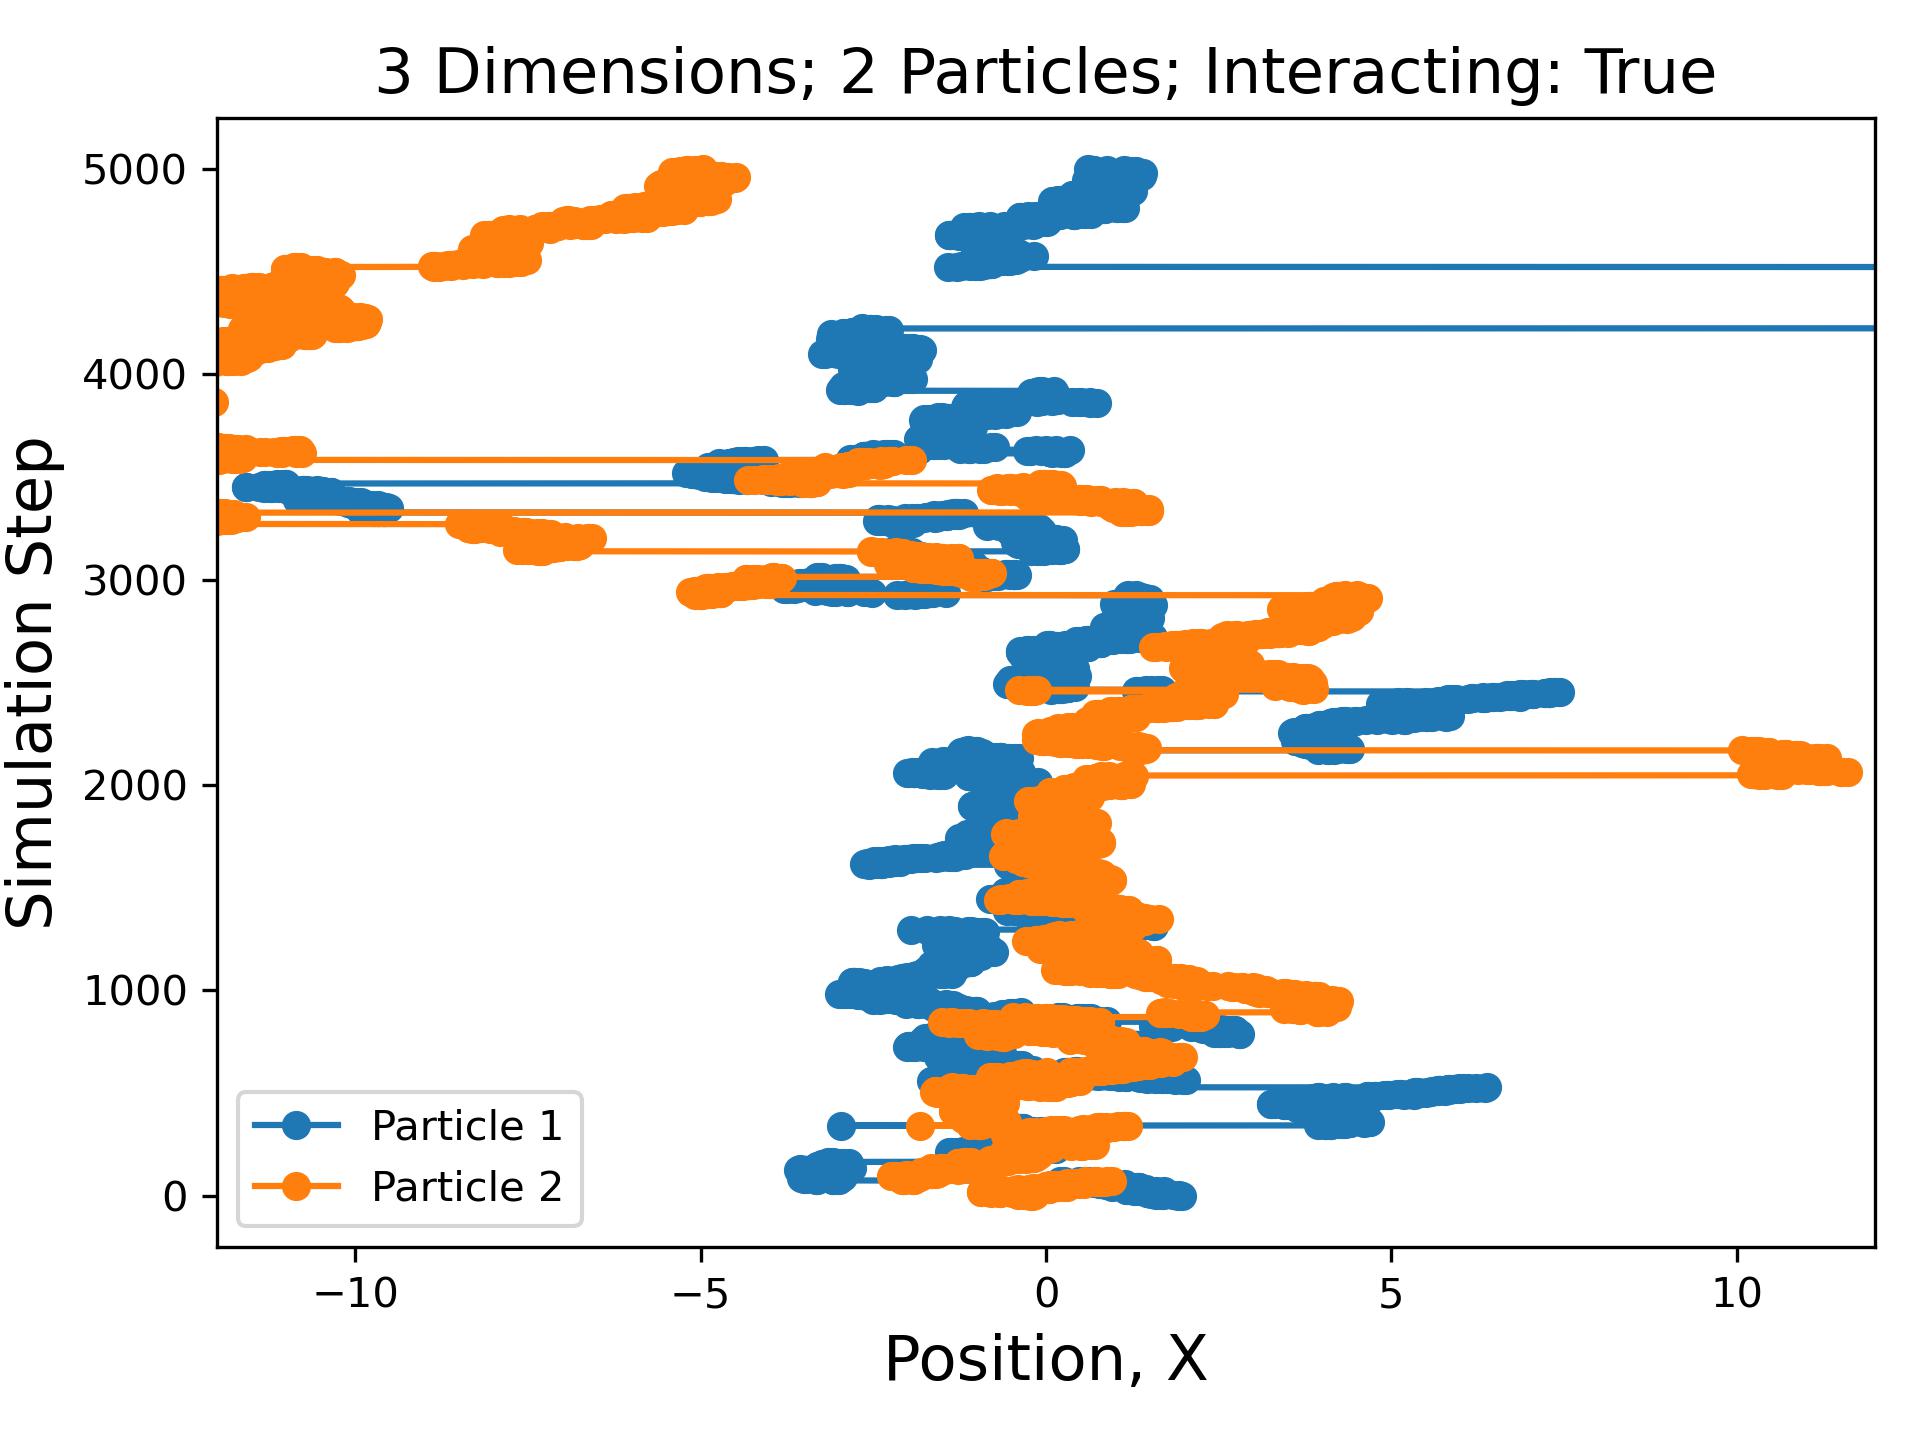 3 Dimensions; 2 Particles; Interacting: True
Simulation Step
5000
4000
3000
2000
1000
0
Particle 1
Particle 2
−10
−5
0
5
10
Position, X